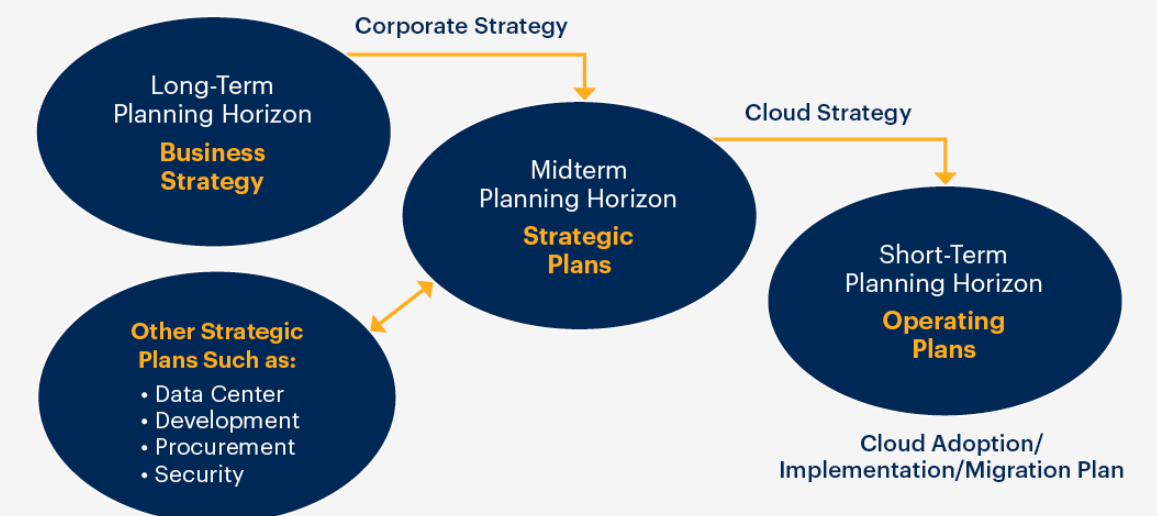 Corporate Strategy
Long-Term
Planning Horizon
Business
Strategy
Cloud Strategy
Midterm
Planning Horizon
Strategic
Plans
Short-Term
Planning Horizon
Operating
Plans
Other Strategic
Plans Such as:
• Data Center
• Development
• Procurement
• Security
Cloud Adoption/
Implementation/Migration Plan